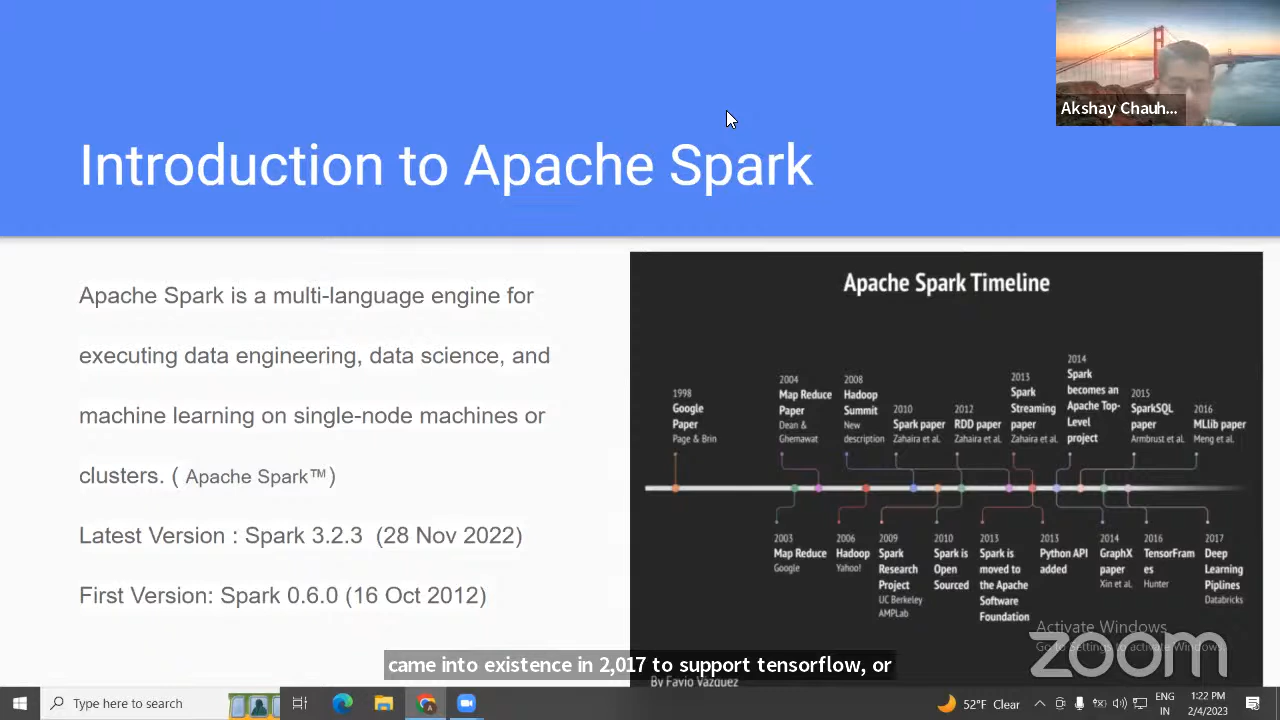 Akshay Chauh...
Introduction to Apache Spark
Apache Spark is a multi-language engine for
executing data engineering, data science, and
machine learning on single-node machines or
clusters. ( Apache Spark™)
Latest Version : Spark 3.2.3 (28 Nov 2022)
First Version: Spark 0.6.0 (16 Oct 2012)
Apache Spark Timeline
1998
Google
Paper
Page & Brin
2004
Map Reduce
Paper
Dean &
Ghemawat
2008
Hadoop
Summit
New
description
2010
Spark paper
Zahaira et al.
2012
RDD paper
Zahaira et al.
2013
Spark
Streaming
paper
Zahaira et al.
2014
Spark
becomes an
Apache Top-
Level
project
2015
SparkSQL
paper
Armbrust et al.
2016
MLlib paper
Meng et al.
2003
Map Reduce
Google
2006
Hadoop
Yahoo!
2009
Spark
Research
Project
UC Berkeley
AMPLab
2010
Spark is
Open
Sourced
2013
Spark is
moved to
the Apache
Software
Foundation
2013
Python API
added
2014
GraphX
paper
Xin et al.
2016
TensorFram
es
Hunter
2017
Deep
Learning
Piplines
Databricks
Activate Windows
Go to Settings to activate Windows.
zoom
came into existence in 2,017 to support tensorflow, or
By Favio Vázquez
Type here to search
52°F Clear
ENG
IN
1:22 PM
2/4/2023